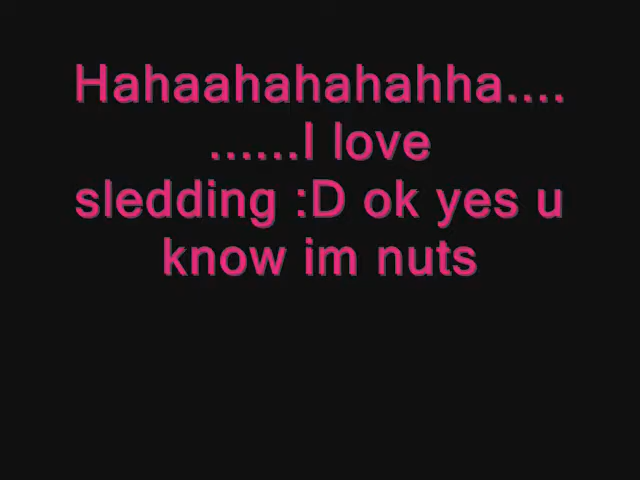 Hahaahahahahha....
......I love
sledding :D ok yes u
know im nuts